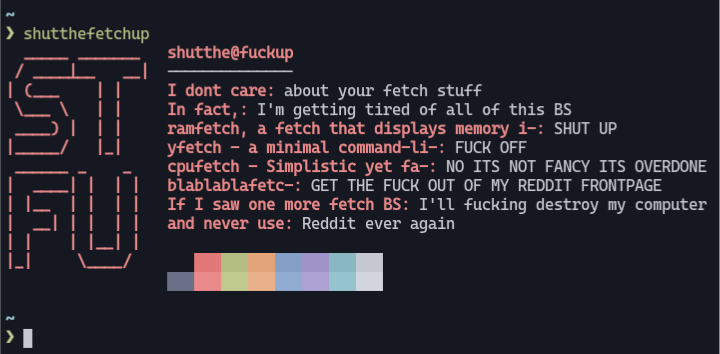 ~
❯ shutthefetchup
STFU
shutthe@fuckup
──────────────
I dont care: about your fetch stuff
In fact,: I'm getting tired of all of this BS
ramfetch, a fetch that displays memory i-: SHUT UP
yfetch - a minimal command-li-: FUCK OFF
cpufetch - Simplistic yet fa-: NO ITS NOT FANCY ITS OVERDONE
blablablafetc-: GET THE FUCK OUT OF MY REDDIT FRONTPAGE
If I saw one more fetch BS: I'll fucking destroy my computer
and never use: Reddit ever again
~
❯